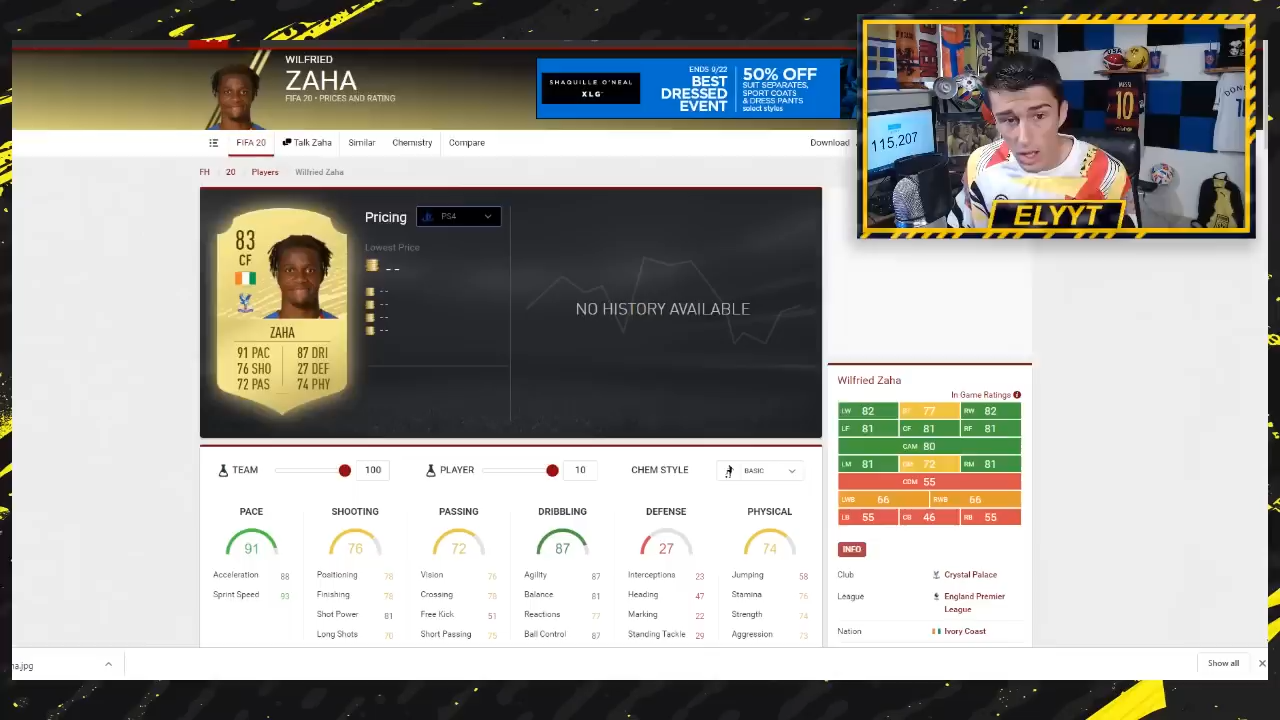 WILFRIED
ZAHA
FIFA 20 • PRICES AND RATING
SHAQUILLE O'NEAL
XLG
ENDS 9/22
BEST
DRESSED
EVENT
50% OFF
SUIT SEPARATES,
SPORT COATS
& DRESS PANTS
select styles
FIFA 20
Talk Zaha
Similar
Chemistry
Compare
Download
FH
20
Players
Wilfried Zaha
83
CF
ZAHA
91 PAC 87 DRI
76 SHO 27 DEF
72 PAS 74 PHY
Pricing
PS4
Lowest Price
--
--
--
--
--
NO HISTORY AVAILABLE
115,207
USA
MESSI
10
ELYYT
Wilfried Zaha
In Game Ratings
LW 82 77 RW 82
LF 81 CF 81 RF 81
CAM 80
LM 81 72 RM 81
CDM 55
LWB 66 RWB 66
LB 55 CB 46 RB 55
INFO
Club Crystal Palace
League England Premier
League
Nation Ivory Coast
TEAM 100
PLAYER 10
CHEM STYLE BASIC
PACE
91
Acceleration 88
Sprint Speed 93
SHOOTING
76
Positioning 78
Finishing 78
Shot Power 81
Long Shots 70
PASSING
72
Vision 76
Crossing 78
Free Kick 51
Short Passing 75
DRIBBLING
87
Agility 87
Balance 81
Reactions 77
Ball Control 87
DEFENSE
27
Interceptions 23
Heading 47
Marking 22
Standing Tackle 29
PHYSICAL
74
Jumping 58
Stamina 76
Strength 74
Aggression 73
na.jpg
Show all